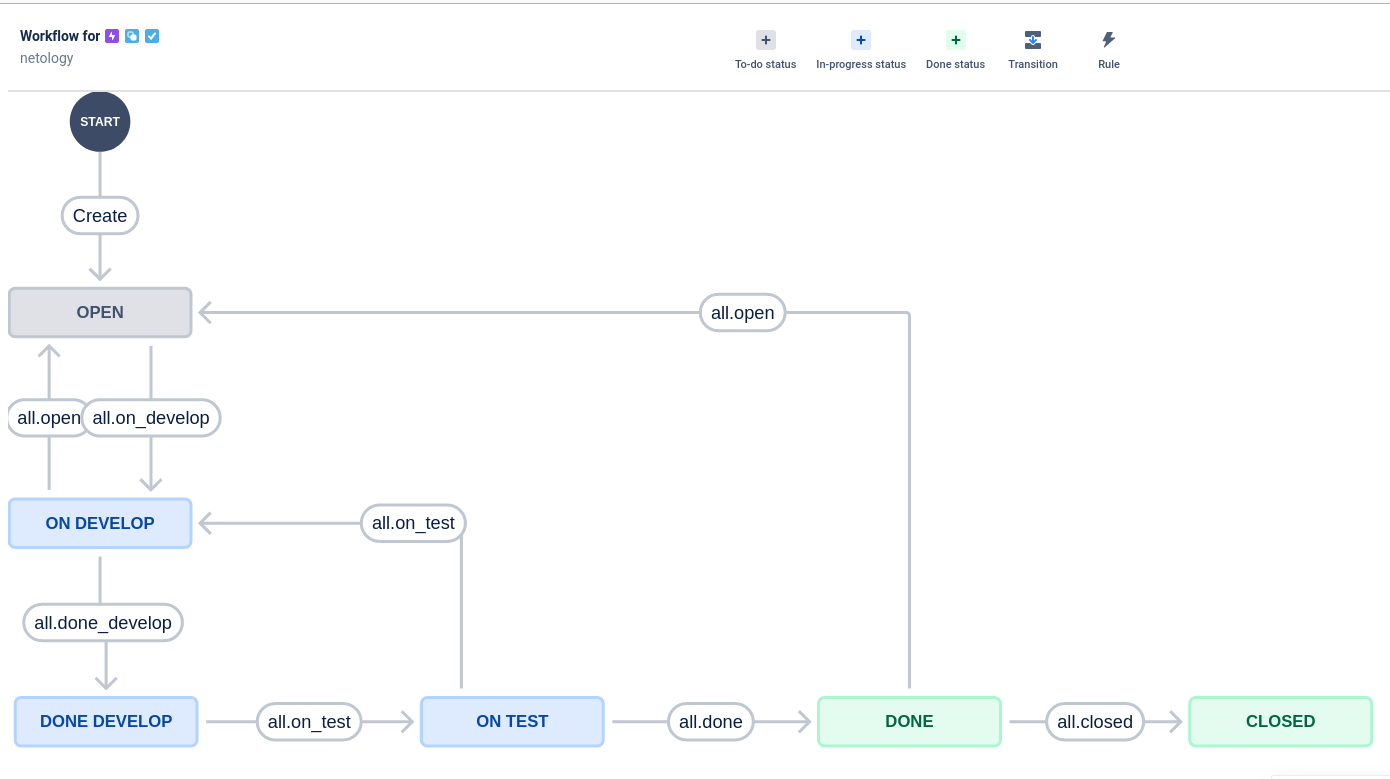 Workflow for
netology
To-do status
In-progress status
Done status
Transition
Rule
START
Create
OPEN
all.open
all.open
all.on_develop
ON DEVELOP
all.on_test
all.done_develop
DONE DEVELOP
all.on_test
ON TEST
all.done
DONE
all.closed
CLOSED